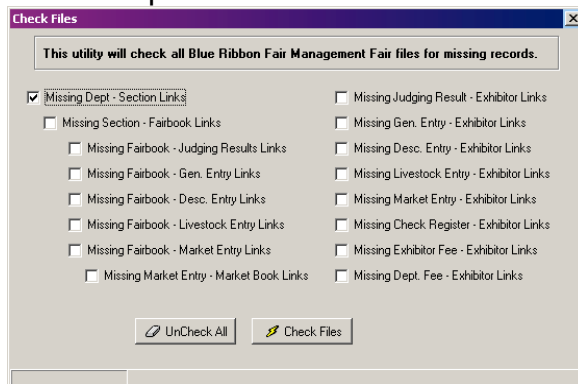 Check Files
This utility will check all Blue Ribbon Fair Management Fair files for missing records.
Missing Dept - Section Links
Missing Section - Fairbook Links
Missing Fairbook - Judging Results Links
Missing Fairbook - Gen. Entry Links
Missing Fairbook - Desc. Entry Links
Missing Fairbook - Livestock Entry Links
Missing Fairbook - Market Entry Links
Missing Market Entry - Market Book Links
Missing Judging Result - Exhibitor Links
Missing Gen. Entry - Exhibitor Links
Missing Desc. Entry - Exhibitor Links
Missing Livestock Entry - Exhibitor Links
Missing Market Entry - Exhibitor Links
Missing Check Register - Exhibitor Links
Missing Exhibitor Fee - Exhibitor Links
Missing Dept. Fee - Exhibitor Links
UnCheck All
Check Files